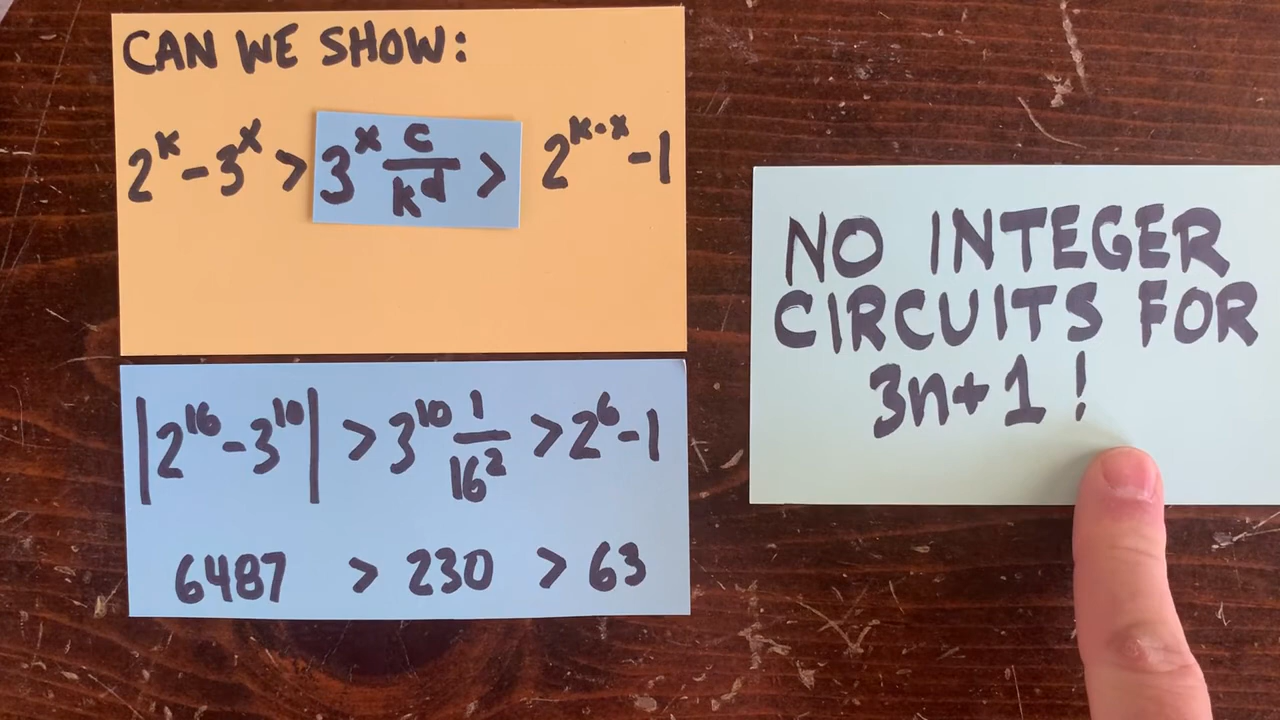 CAN WE SHOW:
2^k - 3^x > 3^x c/k^d > 2^{k·x} - 1
|2^16 - 3^10| > 3^10 1/16^2 > 2^6 - 1
6487 > 230 > 63
NO INTEGER
CIRCUITS FOR
3n+1!